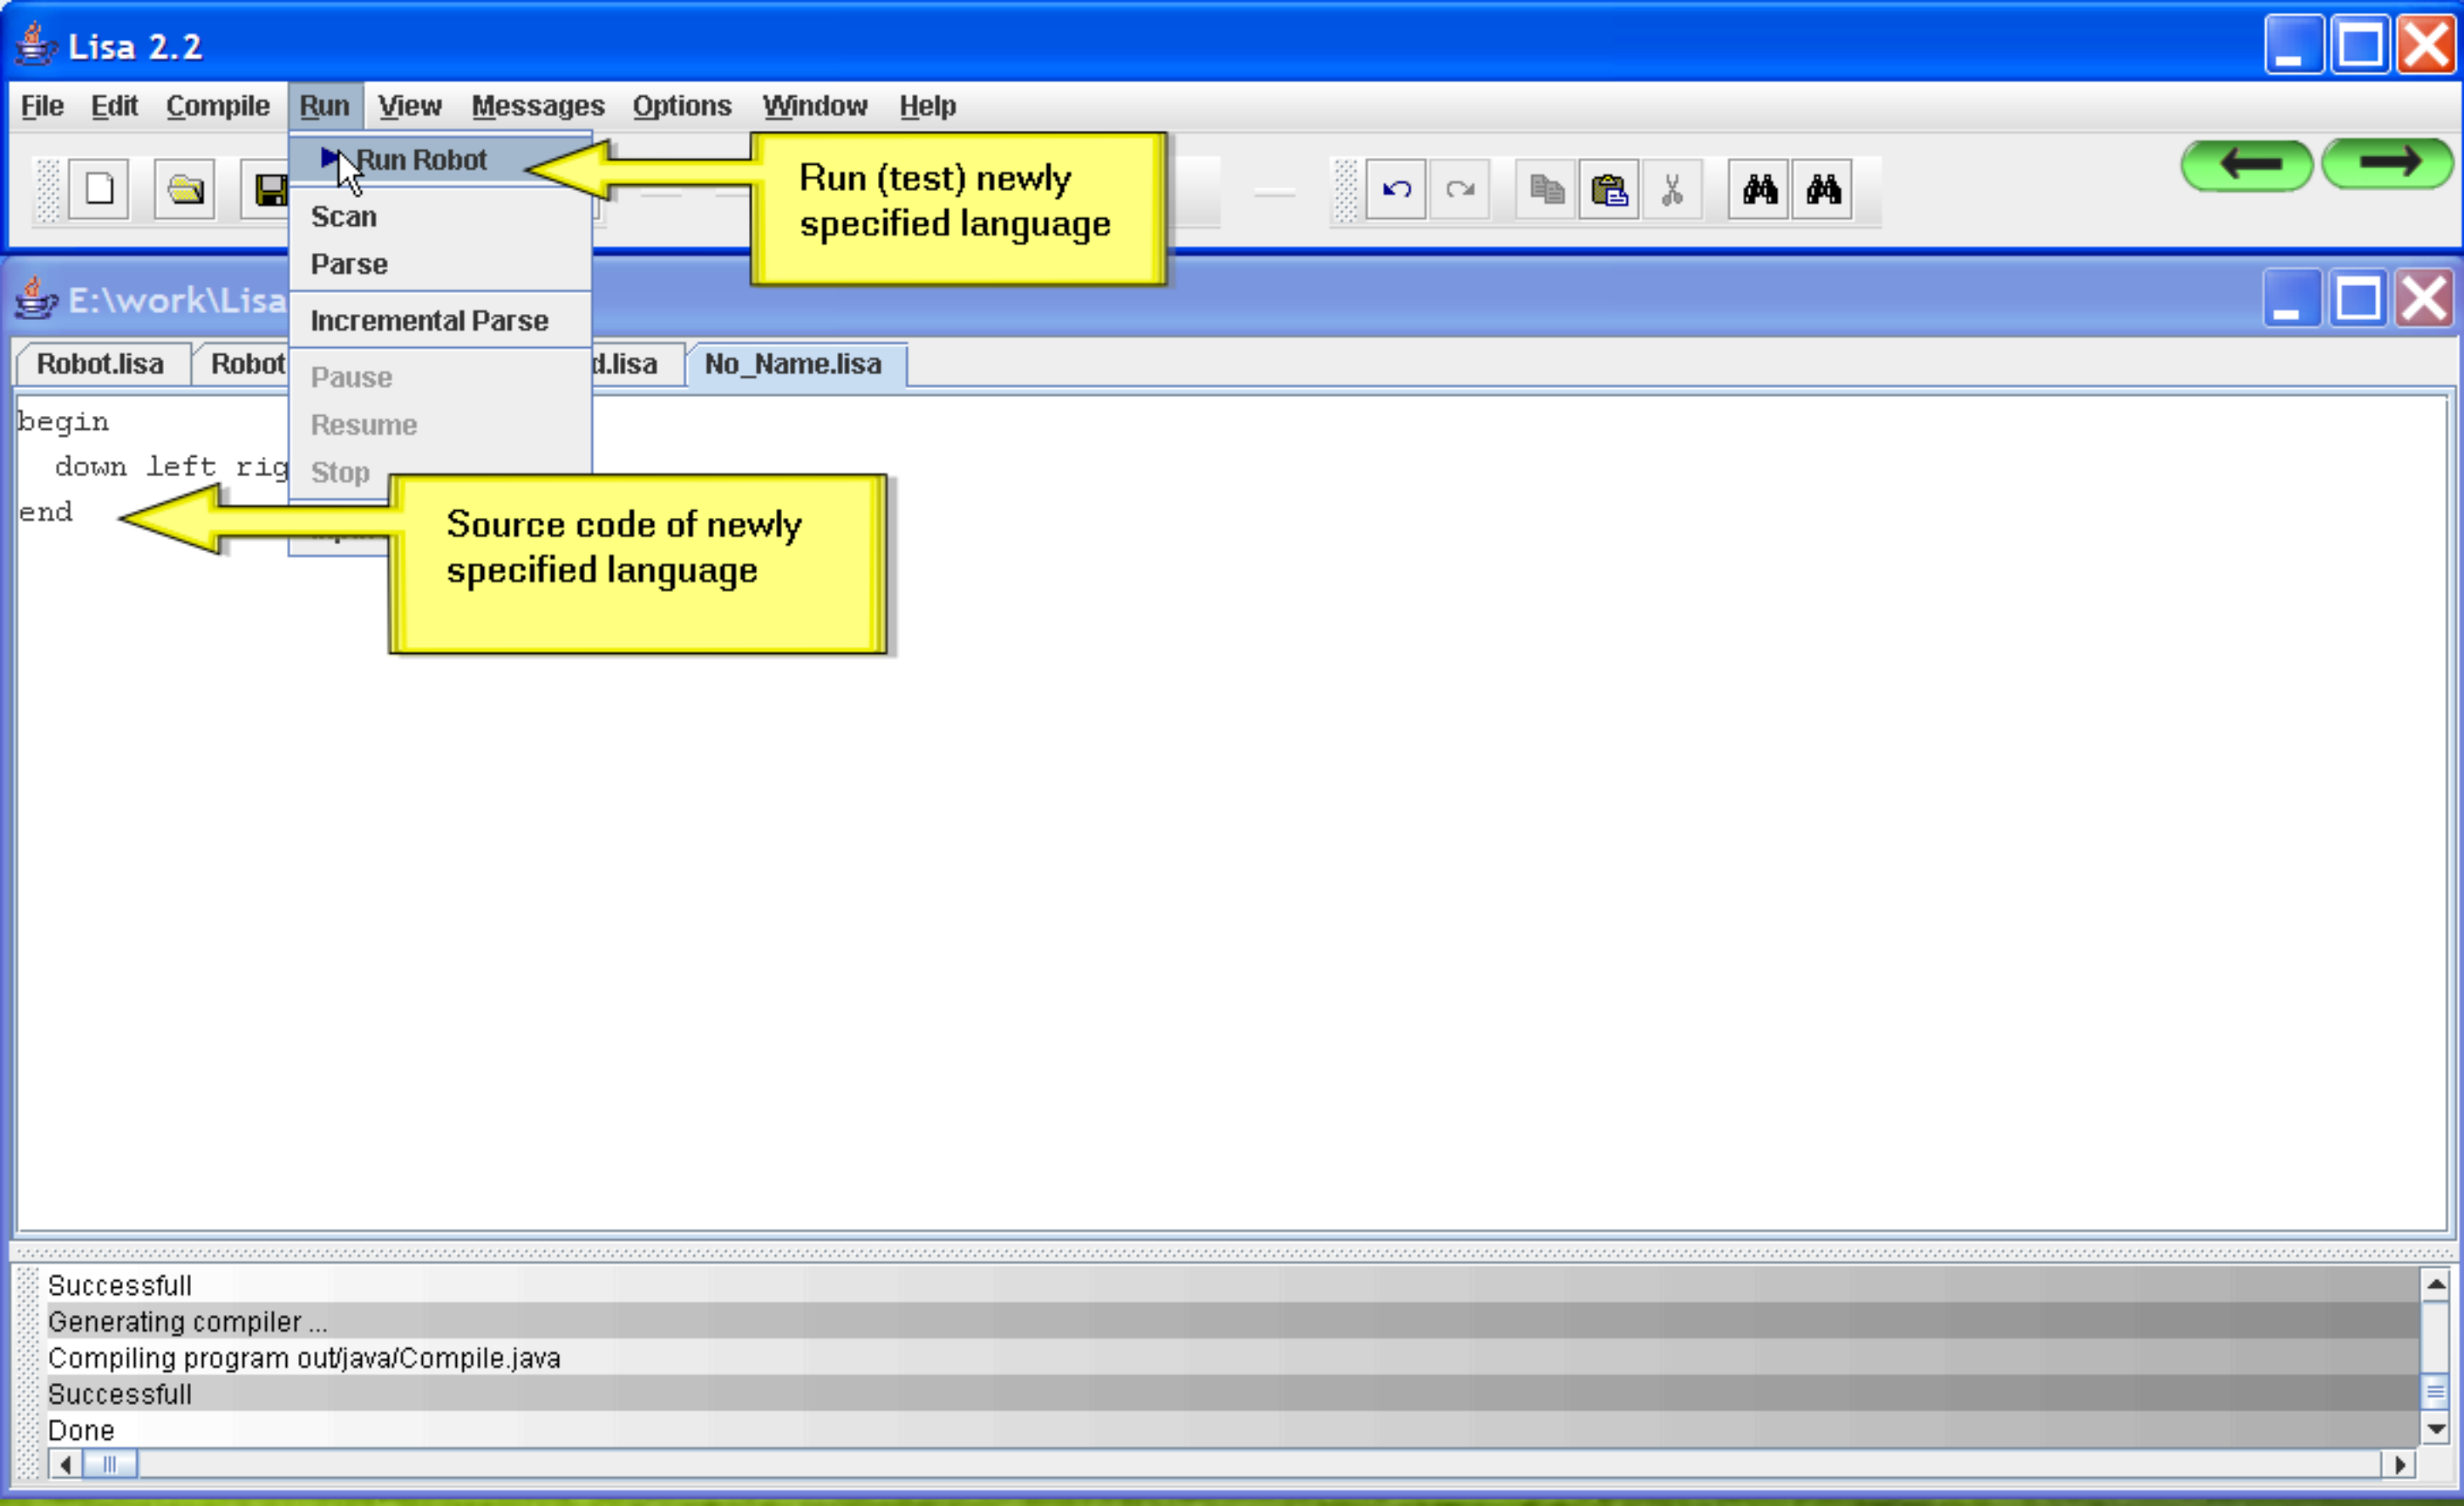 Lisa 2.2
File Edit Compile Run View Messages Options Window Help
Run Robot
Run (test) newly
specified language
Scan
Parse
E:\work\Lisa
Incremental Parse
Robot.lisa Robot d.lisa No_Name.lisa
Pause
begin
Resume
down left rig
Stop
end
Source code of newly
specified language
Successfull
Generating compiler ...
Compiling program out/java/Compile.java
Successfull
Done